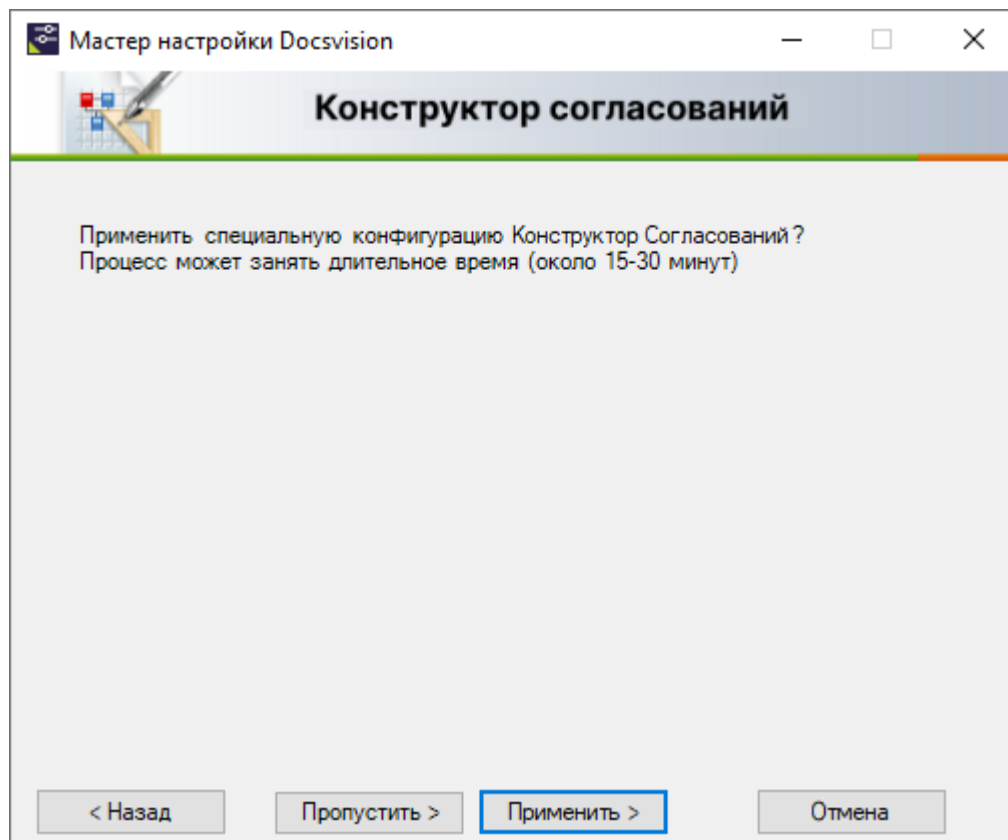 Мастер настройки Docsvision
Конструктор согласований
Применить специальную конфигурацию Конструктор Согласований?
Процесс может занять длительное время (около 15-30 минут)
< Назад
Пропустить >
Применить >
Отмена